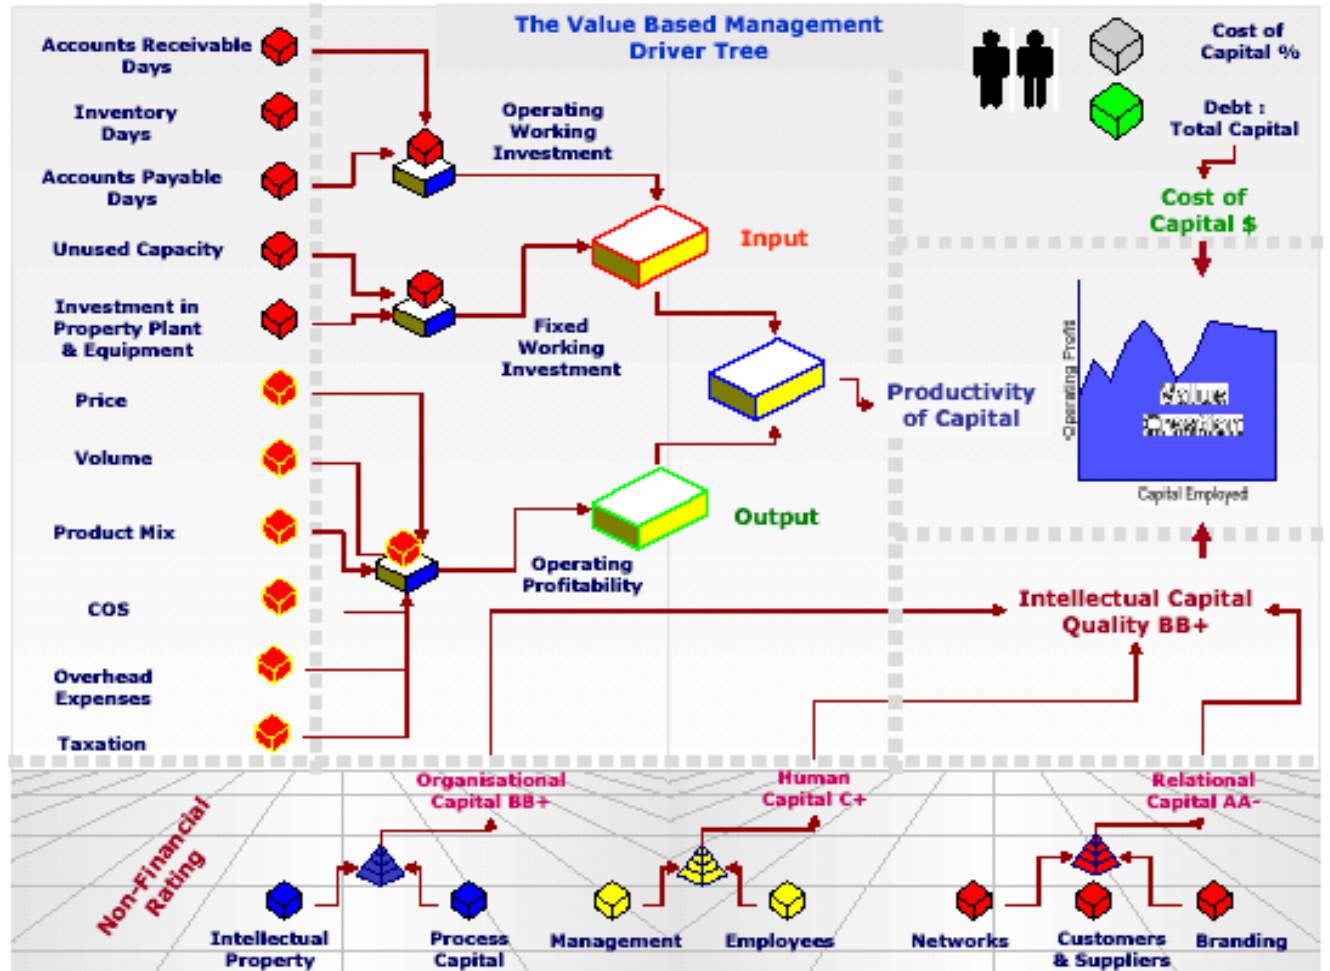 The Value Based Management
Driver Tree
Accounts Receivable
Days
Inventory
Days
Accounts Payable
Days
Unused Capacity
Investment in
Property Plant
& Equipment
Price
Volume
Product Mix
COS
Overhead
Expenses
Taxation
Operating
Working
Investment
Fixed
Working
Investment
Operating
Profitability
Input
Output
Productivity
of Capital
Cost of
Capital %
Debt :
Total Capital
Cost of
Capital $
Operating Profit
Value
Creation
Capital Employed
Intellectual Capital
Quality BB+
Non-Financial
Rating
Organisational
Capital BB+
Human
Capital C+
Relational
Capital AA-
Intellectual
Property
Process
Capital
Management
Employees
Networks
Customers
& Suppliers
Branding